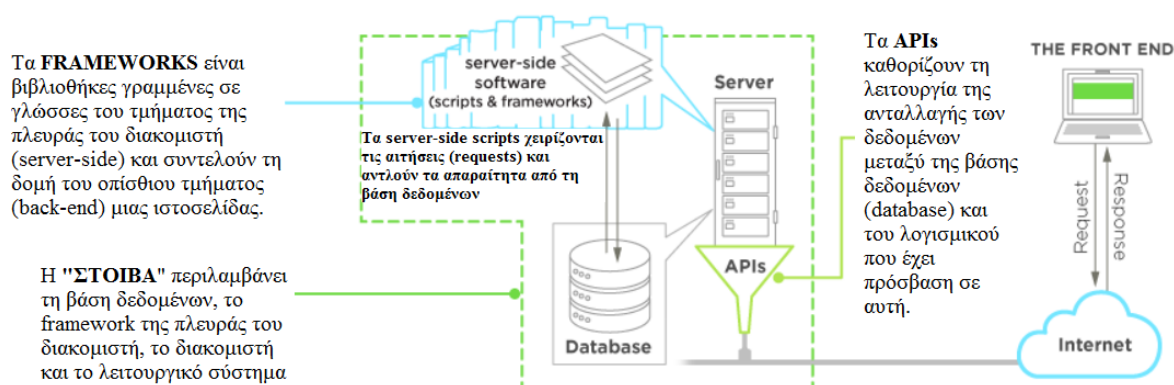 Τα FRAMEWORKS είναι
βιβλιοθήκες γραμμένες σε
γλώσσες του τμήματος της
πλευράς του διακομιστή
(server-side) και συντελούν τη
δομή του οπίσθιου τμήματος
(back-end) μιας ιστοσελίδας.
Η "ΣΤΟΙΒΑ" περιλαμβάνει
τη βάση δεδομένων, το
framework της πλευράς του
διακομιστή, το διακομιστή
και το λειτουργικό σύστημα
server-side
software
(scripts & frameworks)
Τα server-side scripts χειρίζονται
τις αιτήσεις (requests) και
αντλούν τα απαραίτητα από τη
βάση δεδομένων
Database
Server
APIs
Τα APIs
καθορίζουν τη
λειτουργία της
ανταλλαγής των
δεδομένων
μεταξύ της βάσης
δεδομένων
(database) και
του λογισμικού
που έχει
πρόσβαση σε
αυτή.
THE FRONT END
Request
Response
Internet